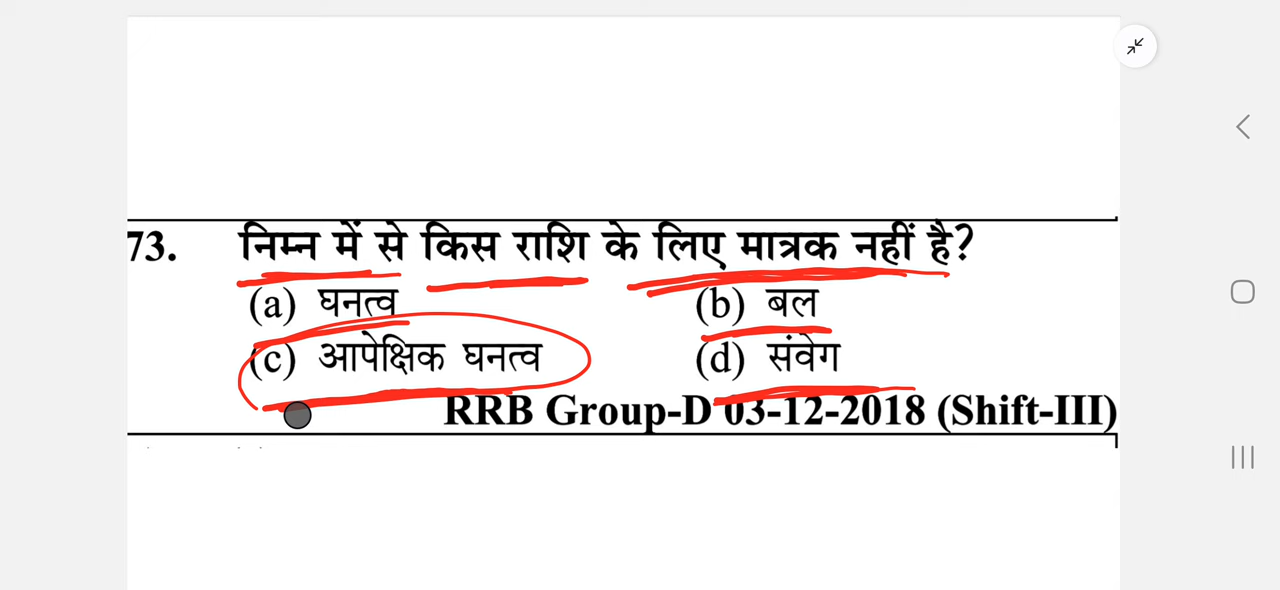 73. निम्न में से किस राशि के लिए मात्रक नहीं है?
(a) घनत्व (b) बल
(c) आपेक्षिक घनत्व (d) संवेग
RRB Group-D 03-12-2018 (Shift-III)